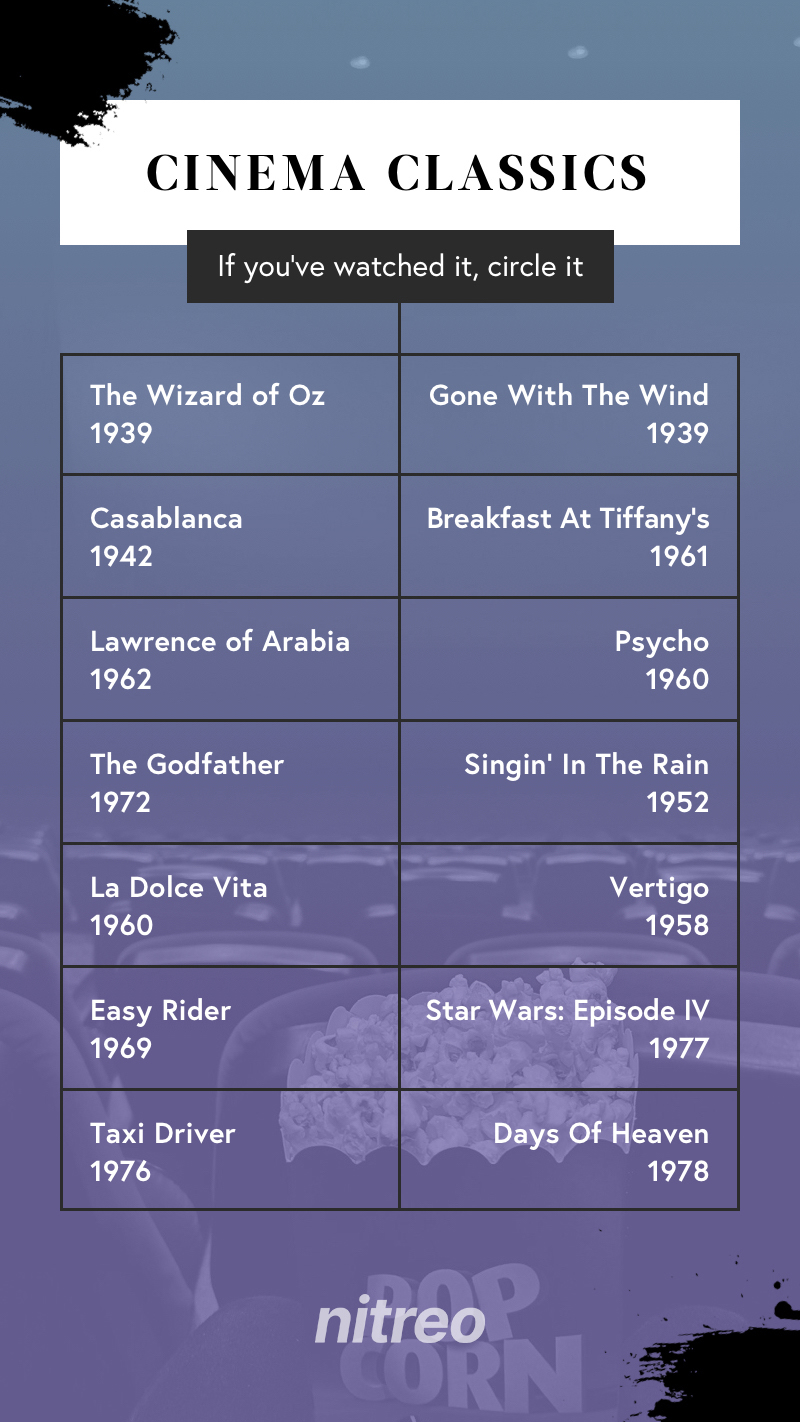 CINEMA CLASSICS
If you've watched it, circle it
The Wizard of Oz
1939
Gone With The Wind
1939
Casablanca
1942
Breakfast At Tiffany's
1961
Lawrence of Arabia
1962
Psycho
1960
The Godfather
1972
Singin' In The Rain
1952
La Dolce Vita
1960
Vertigo
1958
Easy Rider
1969
Star Wars: Episode IV
1977
Taxi Driver
1976
Days Of Heaven
1978
POP
nitreo
CORN